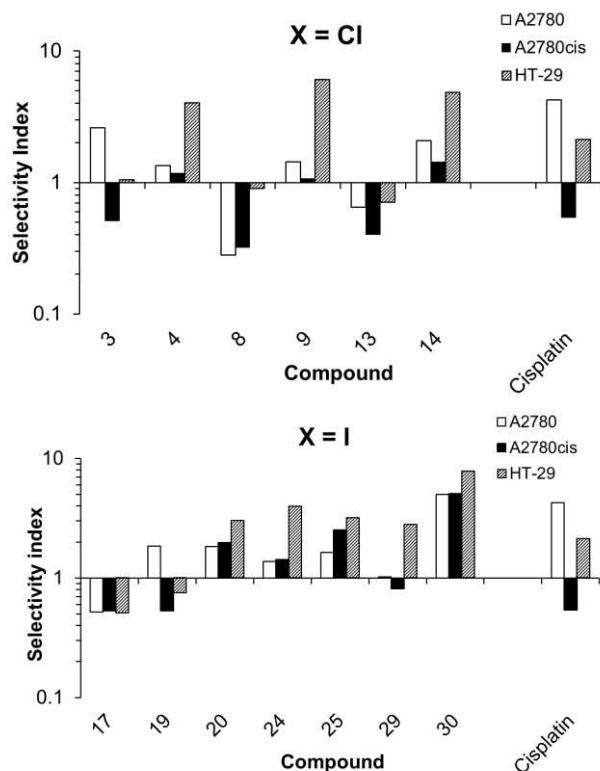 X = Cl
A2780
A2780cis
HT-29
Selectivity Index
10
1
0.1
3
4
8
9
13
14
Cisplatin
Compound
X = I
A2780
A2780cis
HT-29
Selectivity index
10
1
0.1
17
19
20
24
25
29
30
Cisplatin
Compound